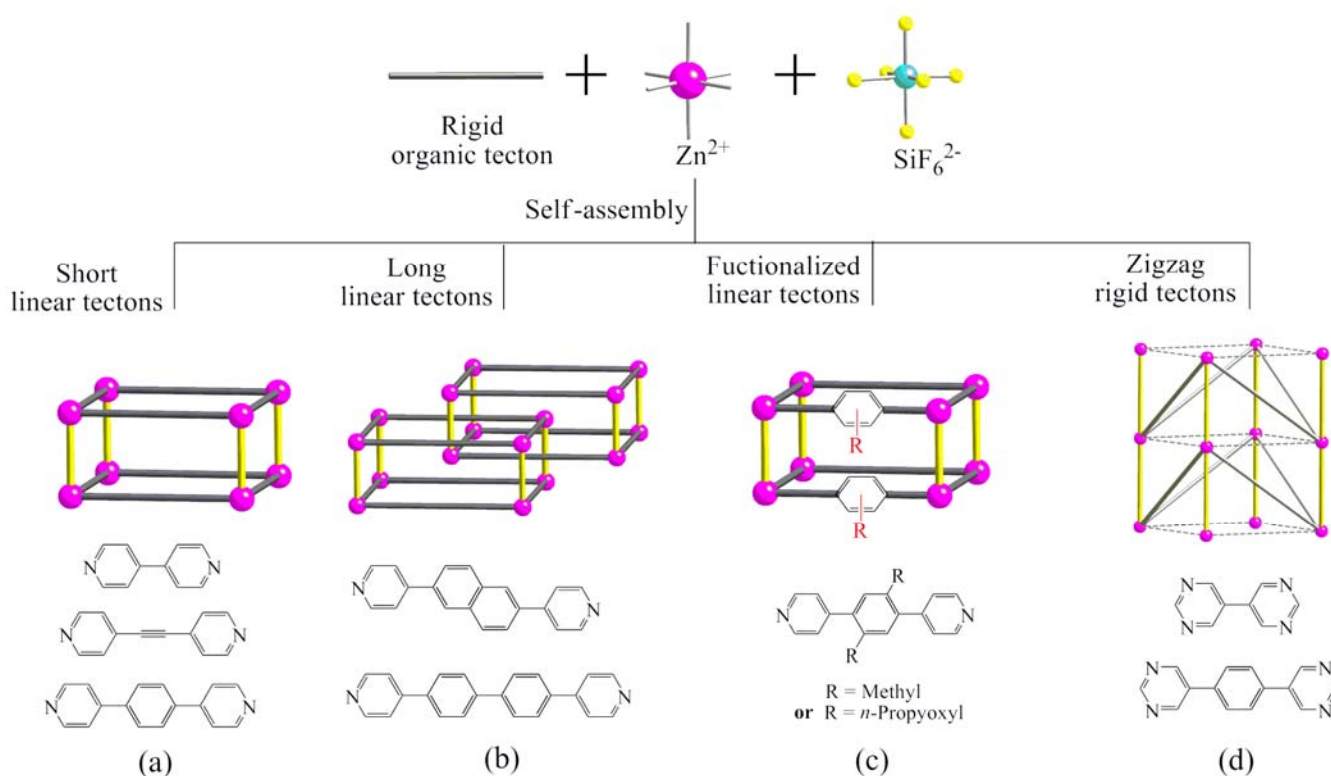 Rigid
organic tecton
+
Zn²⁺
+
SiF₆²⁻
Self-assembly
Short
linear tectons
Long
linear tectons
Fuctionalized
linear tectons
Zigzag
rigid tectons
R
R
N
N
N
N
N
N
N
N
N
N
R
N
N
R
R = Methyl
or R = n-Propyoxyl
N
N
N
N
N
N
N
N
(a)
(b)
(c)
(d)